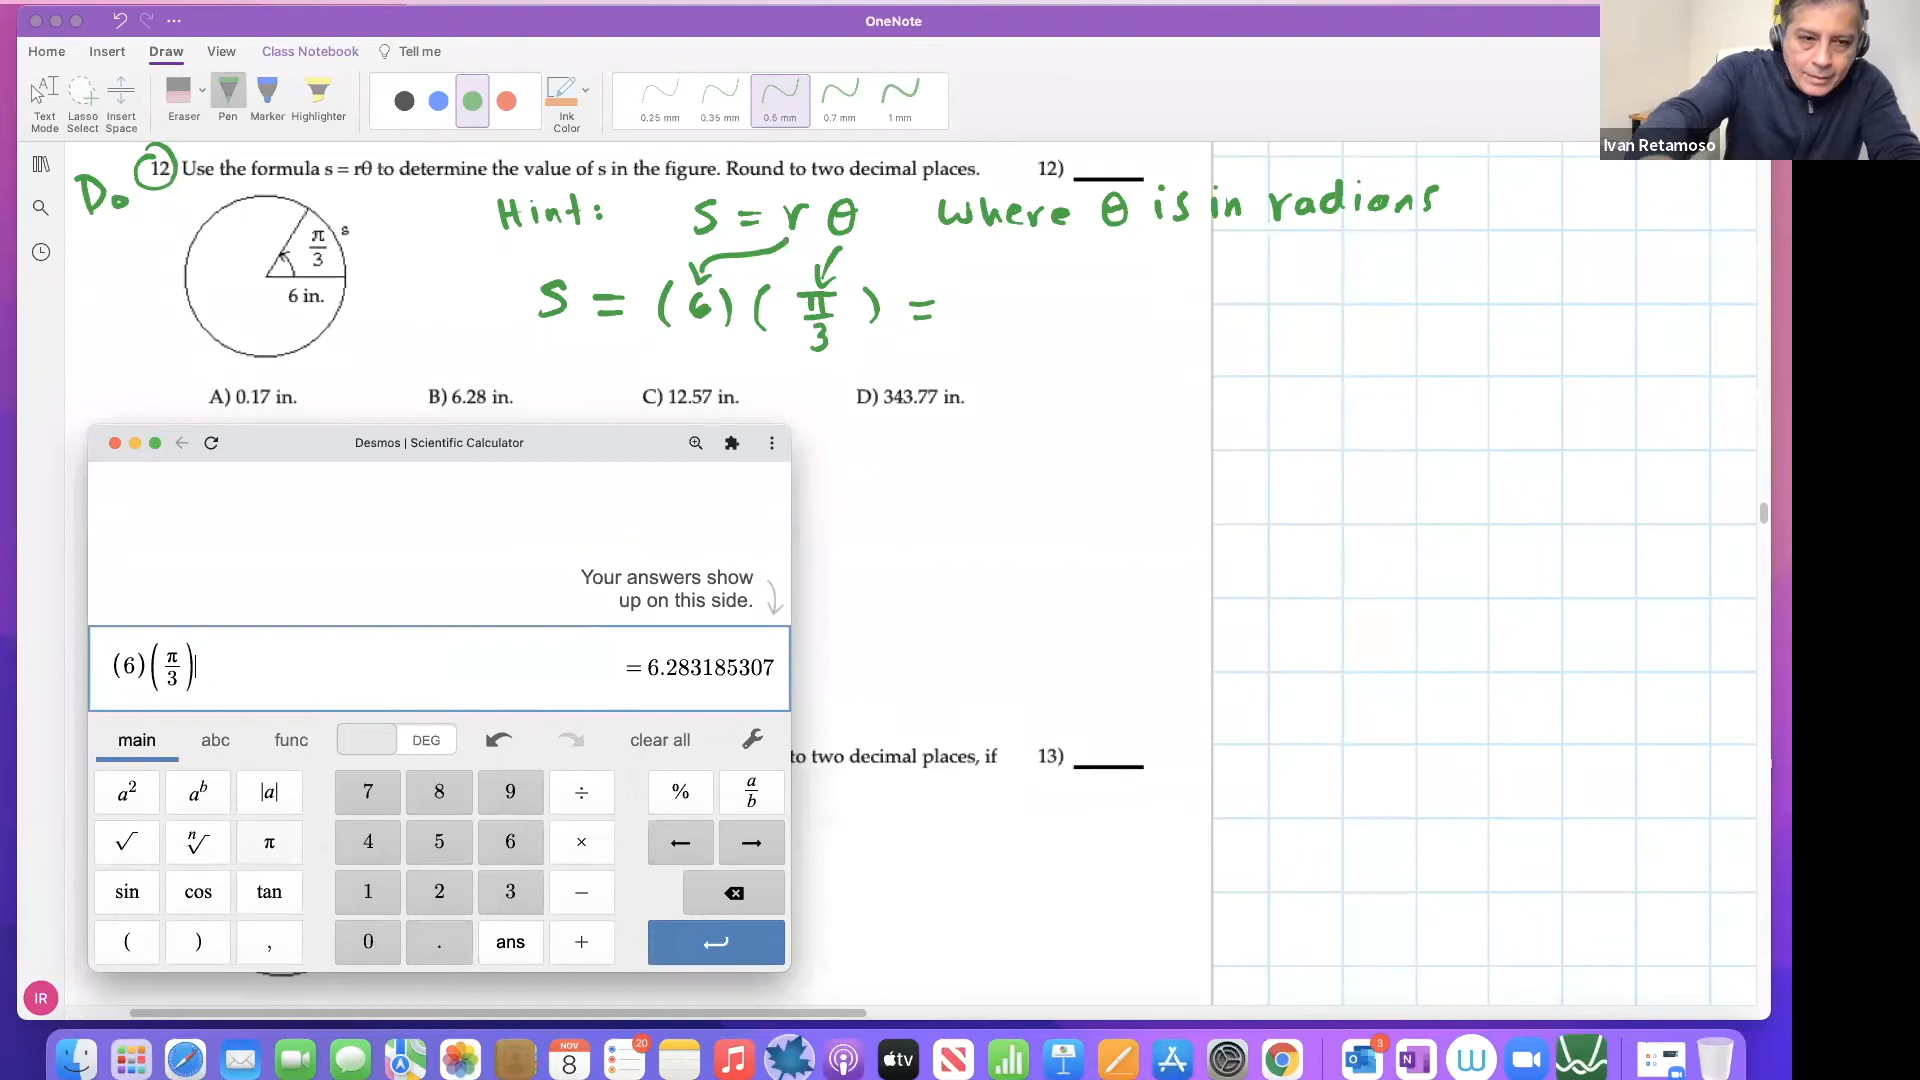 OneNote
Home Insert Draw View Class Notebook Tell me
Text Mode
Lasso Select
Insert Space
Eraser Pen Marker Highlighter
Ink Color
0.25 mm 0.35 mm 0.5 mm 0.7 mm 1 mm
Ivan Retamoso
Do 12) Use the formula s = rθ to determine the value of s in the figure. Round to two decimal places. 12)
Hint: S = r θ where θ is in radians
π/3 s
6 in.
S = (6)(π/3) =
A) 0.17 in. B) 6.28 in. C) 12.57 in. D) 343.77 in.
Desmos | Scientific Calculator
Your answers show
up on this side.
(6)(π/3) = 6.283185307
main abc func DEG clear all
to two decimal places, if 13)
a² aᵇ |a| 7 8 9 ÷ % a/b
√ ⁿ√ π 4 5 6 × ← →
sin cos tan 1 2 3 −
( ) , 0 . ans +
IR
NOV
8
20
tv
3
N
W